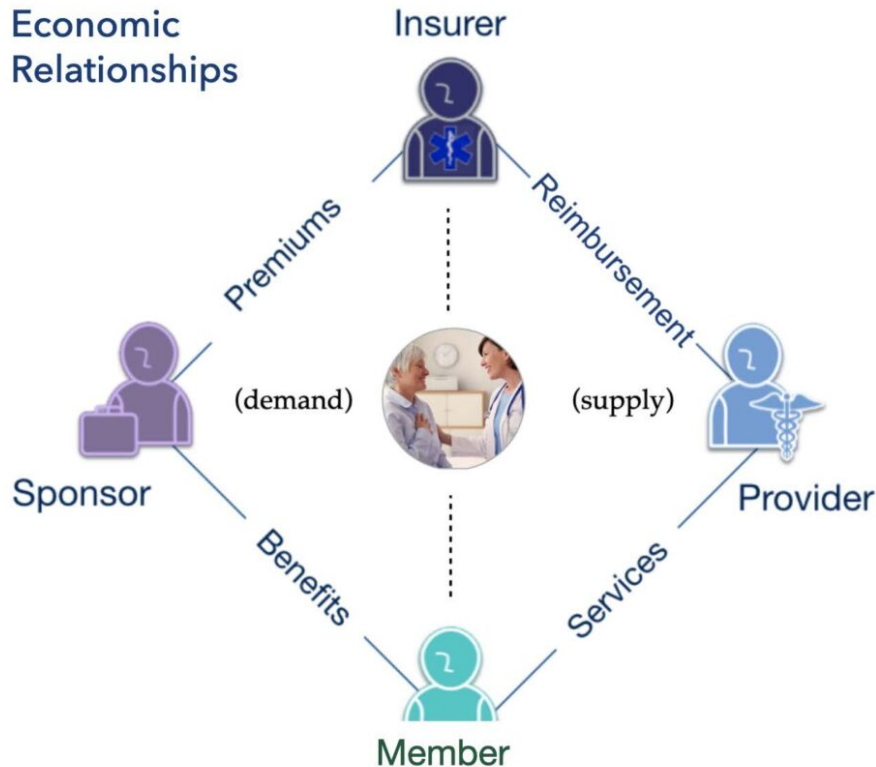 Economic
Relationships
Insurer
Premiums
Reimbursement
(demand)
(supply)
Sponsor
Provider
Benefits
Services
Member